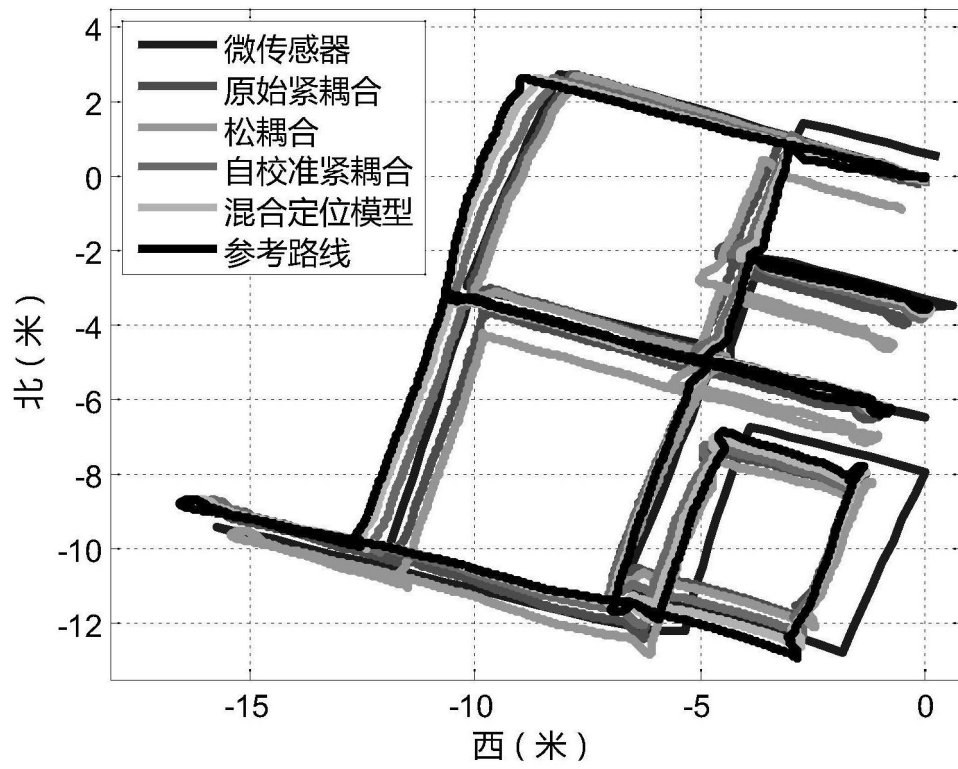 微传感器
原始紧耦合
松耦合
自校准紧耦合
混合定位模型
参考路线
4
2
0
-2
-4
-6
-8
-10
-12
北(米)
-15
-10
-5
0
西(米)